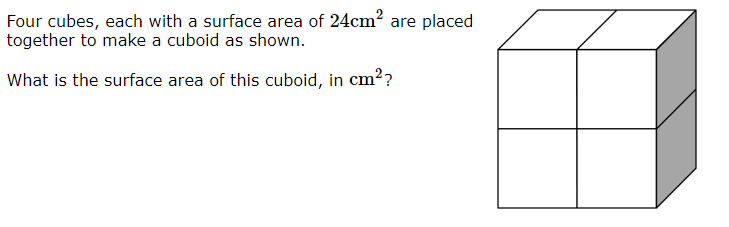 Four cubes, each with a surface area of 24cm² are placed
together to make a cuboid as shown.
What is the surface area of this cuboid, in cm²?